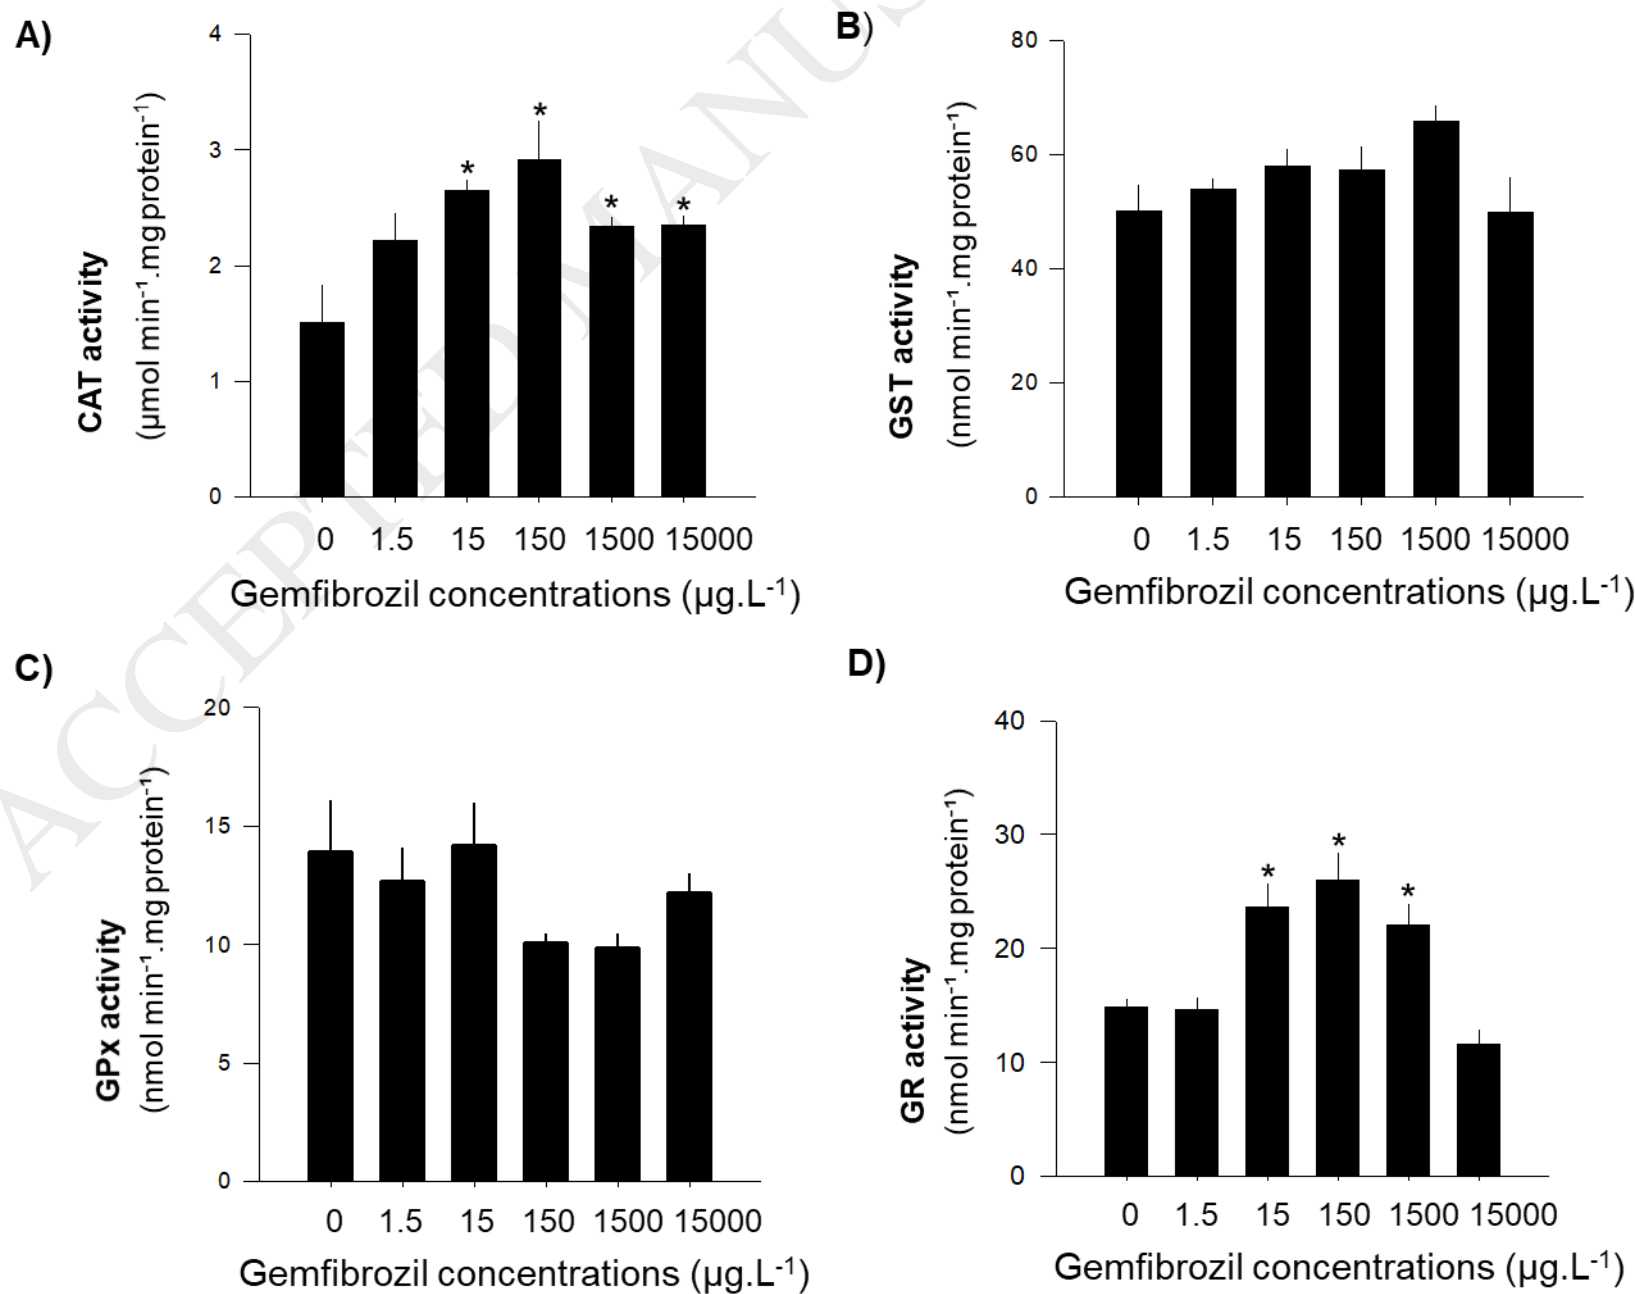 A)
4
3
2
1
0
CAT activity
(µmol min-1.mg protein-1)
*
*
*
*
0 1.5 15 150 1500 15000
Gemfibrozil concentrations (µg.L-1)
B)
80
60
40
20
0
GST activity
(nmol min-1.mg protein-1)
0 1.5 15 150 1500 15000
Gemfibrozil concentrations (µg.L-1)
C)
20
15
10
5
0
GPx activity
(nmol min-1.mg protein-1)
0 1.5 15 150 1500 15000
Gemfibrozil concentrations (µg.L-1)
D)
40
30
20
10
0
GR activity
(nmol min-1.mg protein-1)
*
*
*
0 1.5 15 150 1500 15000
Gemfibrozil concentrations (µg.L-1)
ACCEPTED MANUS